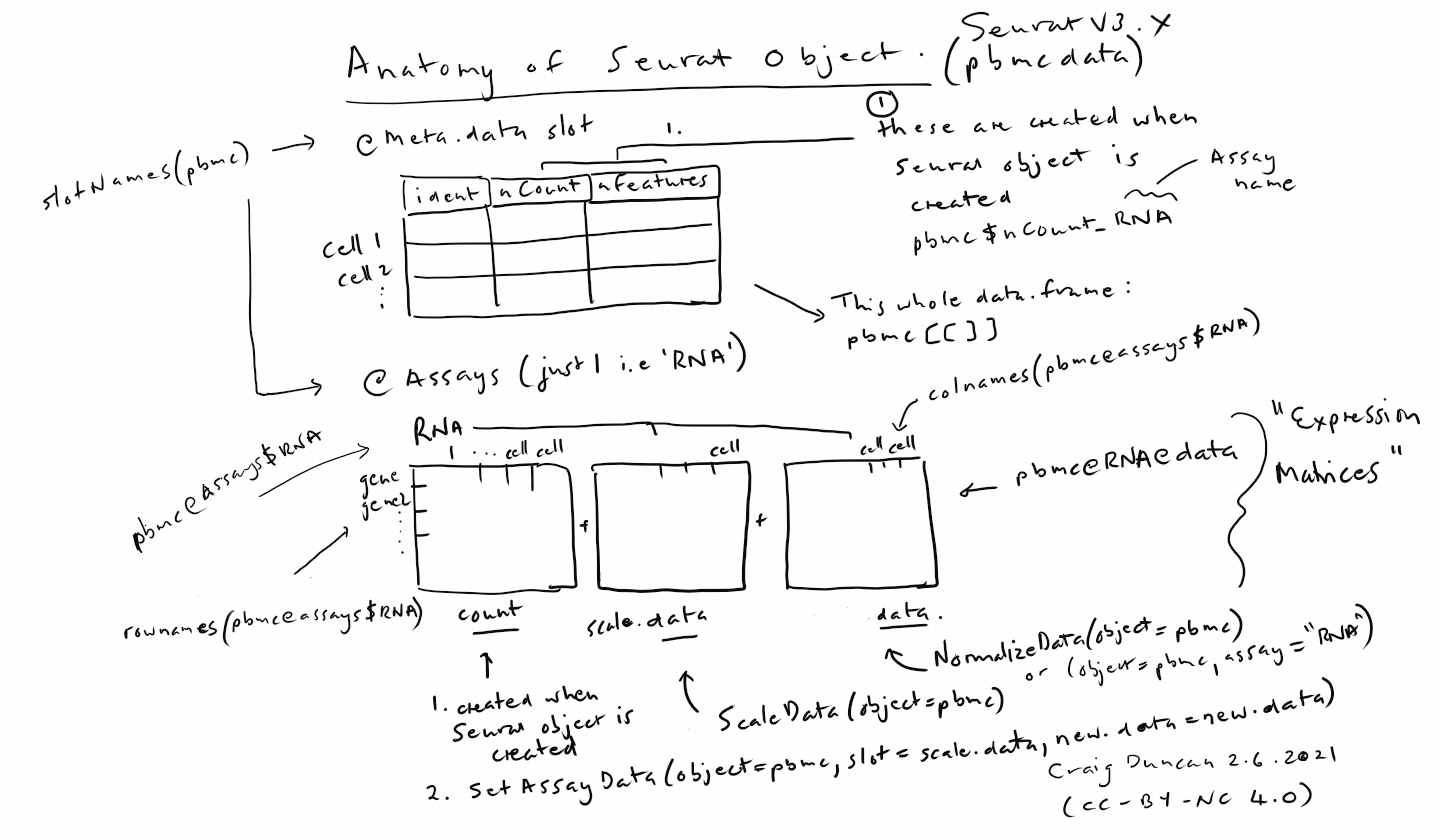 Anatomy of Seurat Object.
Seurat V3.X
(pbmc data)
slotNames(pbmc)
@meta.data slot
1.
ident nCount nFeatures
cell 1
cell 2
:
①
these are created when
seurat object is
created
pbmc$nCount_RNA
Assay
name
This whole data.frame:
pbmc[[]]
@Assays (just 1 i.e 'RNA')
colnames(pbmc@assays$RNA)
RNA
1 ... cell cell
cell
cell cell
gene
gene2
pbmc@Assays$RNA
rownames(pbmc@assays$RNA)
+
+
pbmc@RNA@data
"Expression
Matrices"
count
scale.data
data.
1. created when
Seurat object is
created
ScaleData(object=pbmc)
NormalizeData(object=pbmc)
or (object=pbmc, assay="RNA")
2. SetAssayData(object=pbmc, slot=scale.data, new.data=new.data)
Craig Duncan 2.6.2021
(CC-BY-NC 4.0)